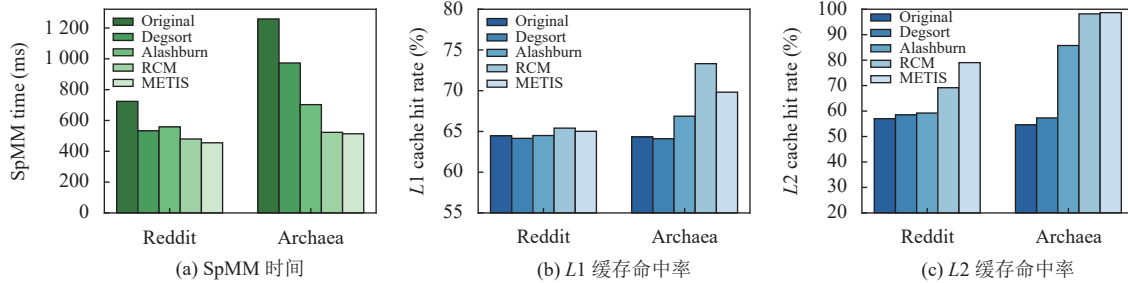 SpMM time (ms)
1 200
1 000
800
600
400
200
0
Original
Degsort
Alashburn
RCM
METIS
Reddit
Archaea
(a) SpMM 时间
L1 cache hit rate (%)
80
75
70
65
60
55
Original
Degsort
Alashburn
RCM
METIS
Reddit
Archaea
(b) L1 缓存命中率
L2 cache hit rate (%)
100
90
80
70
60
50
40
30
20
Original
Degsort
Alashburn
RCM
METIS
Reddit
Archaea
(c) L2 缓存命中率